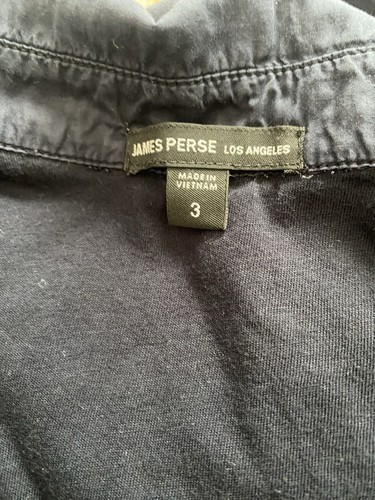 JAMES PERSE LOS ANGELES
MADE IN
VIETNAM
3